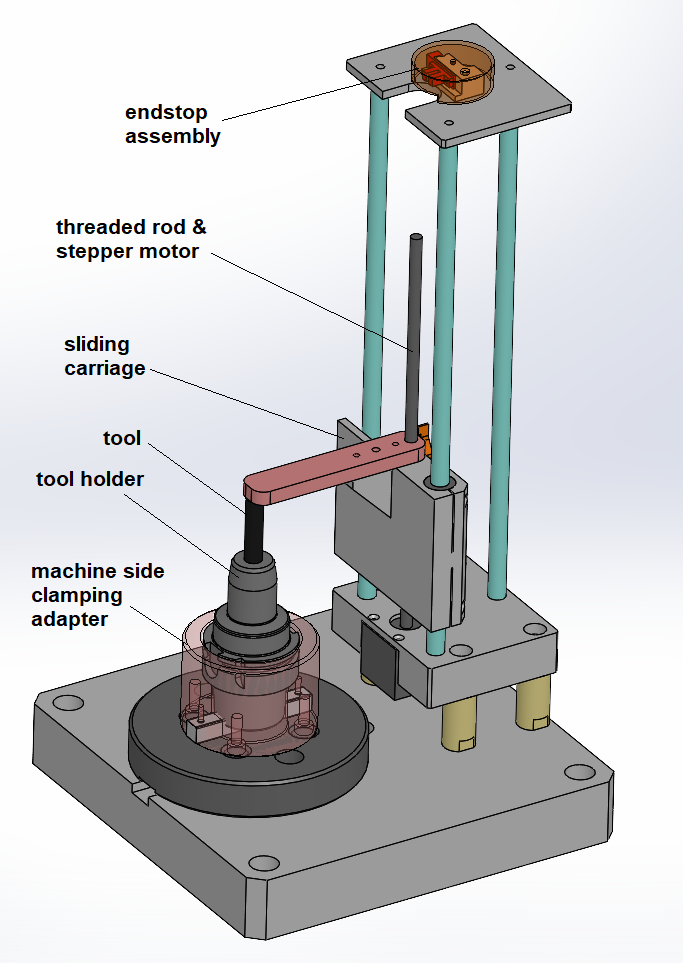 endstop
assembly
threaded rod &
stepper motor
sliding
carriage
tool
tool holder
machine side
clamping
adapter